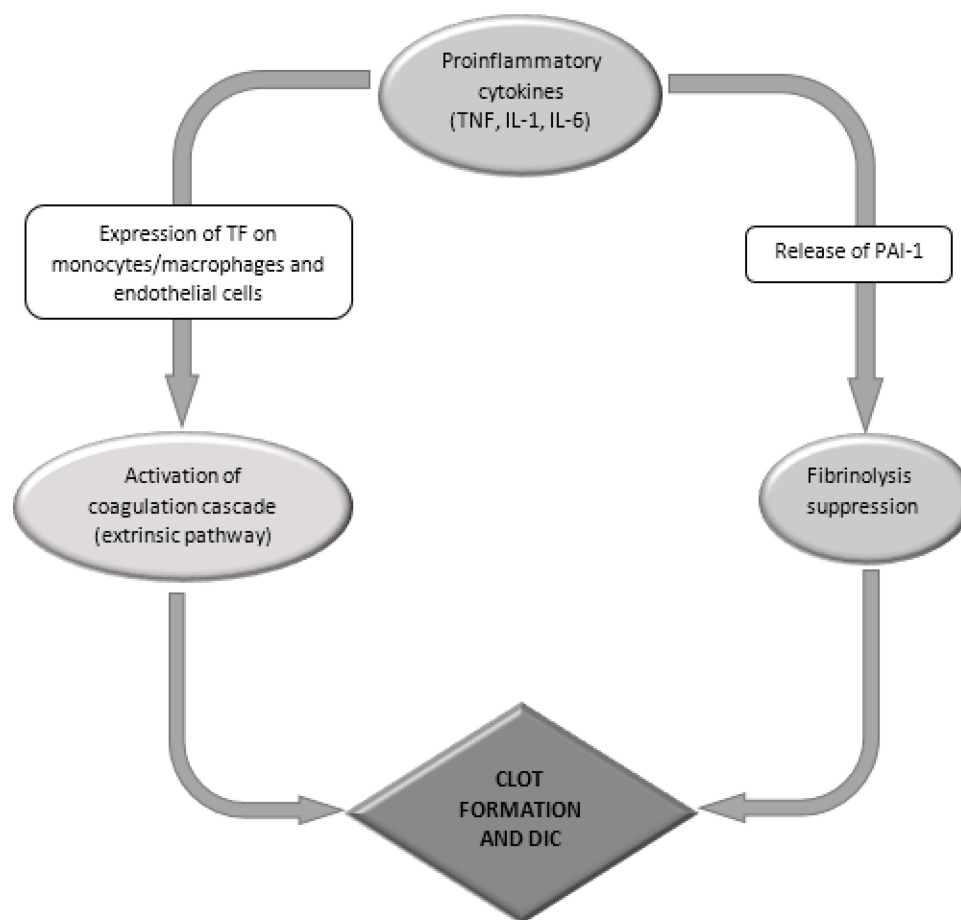 Proinflammatory
cytokines
(TNF, IL-1, IL-6)
Expression of TF on
monocytes/macrophages and
endothelial cells
Release of PAI-1
Activation of
coagulation cascade
(extrinsic pathway)
Fibrinolysis
suppression
CLOT
FORMATION
AND DIC